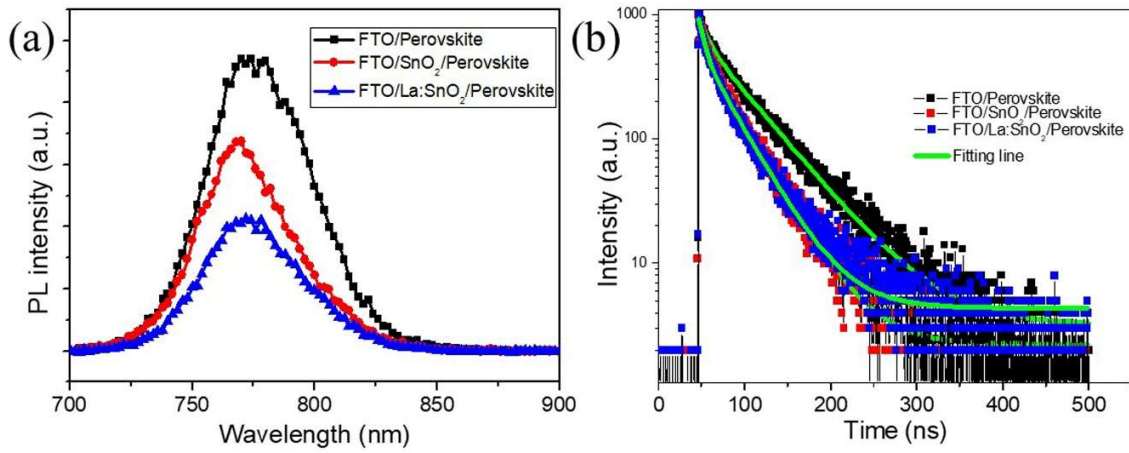 (a)
FTO/Perovskite
FTO/SnO2/Perovskite
FTO/La:SnO2/Perovskite
PL intensity (a.u.)
700 750 800 850 900
Wavelength (nm)
(b)
1000
100
10
FTO/Perovskite
FTO/SnO2/Perovskite
FTO/La:SnO2/Perovskite
Fitting line
Intensity (a.u.)
0 100 200 300 400 500
Time (ns)